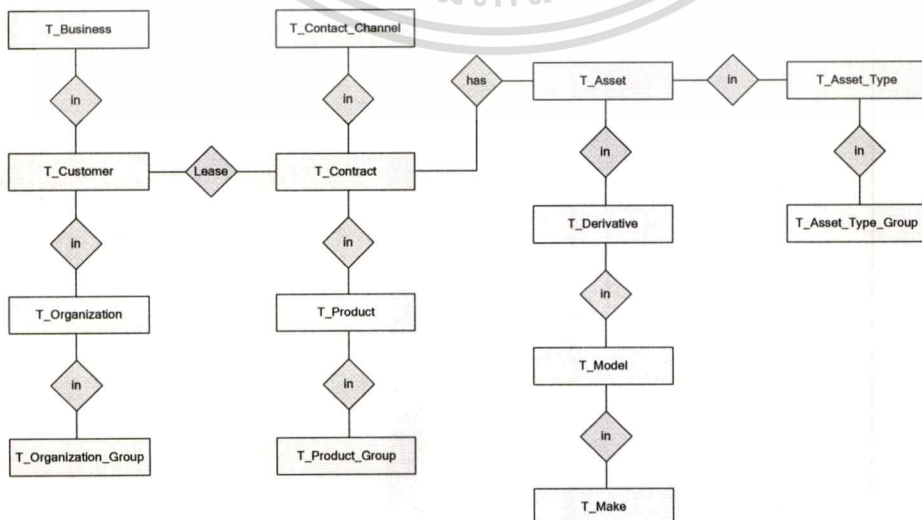 T_Business
T_Contact_Channel
in
in
has
T_Asset
in
T_Asset_Type
T_Customer
Lease
T_Contract
in
in
in
in
T_Derivative
T_Asset_Type_Group
in
T_Organization
T_Product
T_Model
in
in
in
T_Organization_Group
T_Product_Group
T_Make